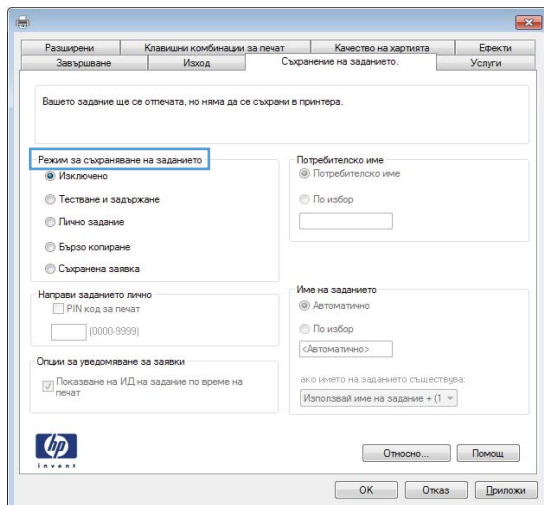 Разширени
Клавишни комбинации за печат
Качество на хартията
Ефекти
Завършване
Изход
Съхранение на заданието.
Услуги
Вашето задание ще се отпечата, но няма да се съхрани в принтера.
Режим за съхраняване на заданието
Изключено
Тестване и задържане
Лично задание
Бързо копиране
Съхранена заявка
Потребителско име
Потребителско име
По избор
Направи заданието лично
PIN код за печат
(0000-9999)
Име на заданието
Автоматично
По избор
<Автоматично>
ако името на заданието съществува:
Използвай име на задание + (1
Опции за уведомяване за заявки
Показване на ИД на задание по време на
печат
hp
invent
Относно...
Помощ
OK
Отказ
Приложи